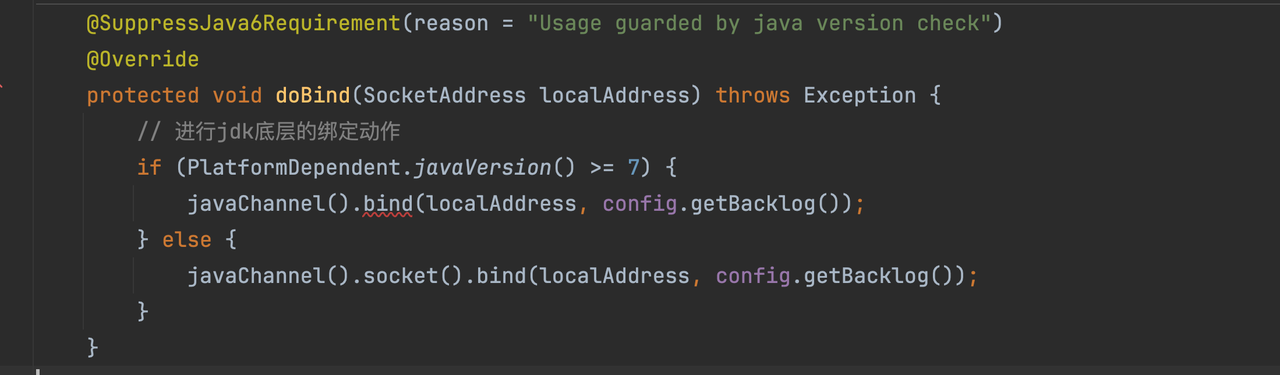 @SuppressJava6Requirement(reason = "Usage guarded by java version check")
@Override
protected void doBind(SocketAddress localAddress) throws Exception {
// 进行jdk底层的绑定动作
if (PlatformDependent.javaVersion() >= 7) {
javaChannel().bind(localAddress, config.getBacklog());
} else {
javaChannel().socket().bind(localAddress, config.getBacklog());
}
}